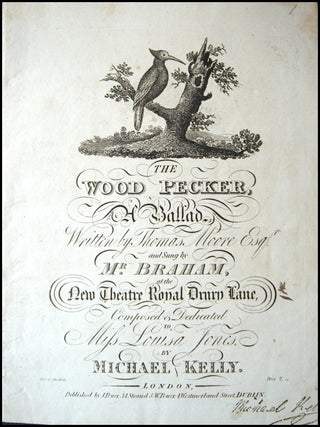 THE
WOOD PECKER,
A Ballad,
Written by Thomas Moore Esqr.
and Sung by
Mr. BRAHAM,
at the
New Theatre Royal Drury Lane,
Composed & Dedicated
TO
Miss Louisa Jones,
BY
MICHAEL KELLY.
LONDON,
Published by J. Power, 34, Strand & W. Power, 4, Westmorland Street, DUBLIN.